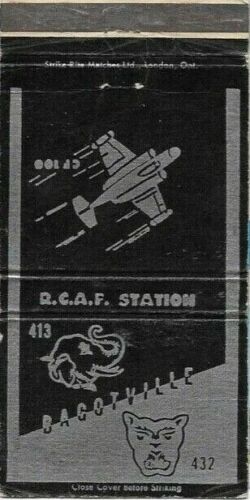 Strike-Rite Matches Ltd., London, Ont.
CF 100
R.C.A.F. STATION
413
BAGOTVILLE
432
Close Cover Before Striking